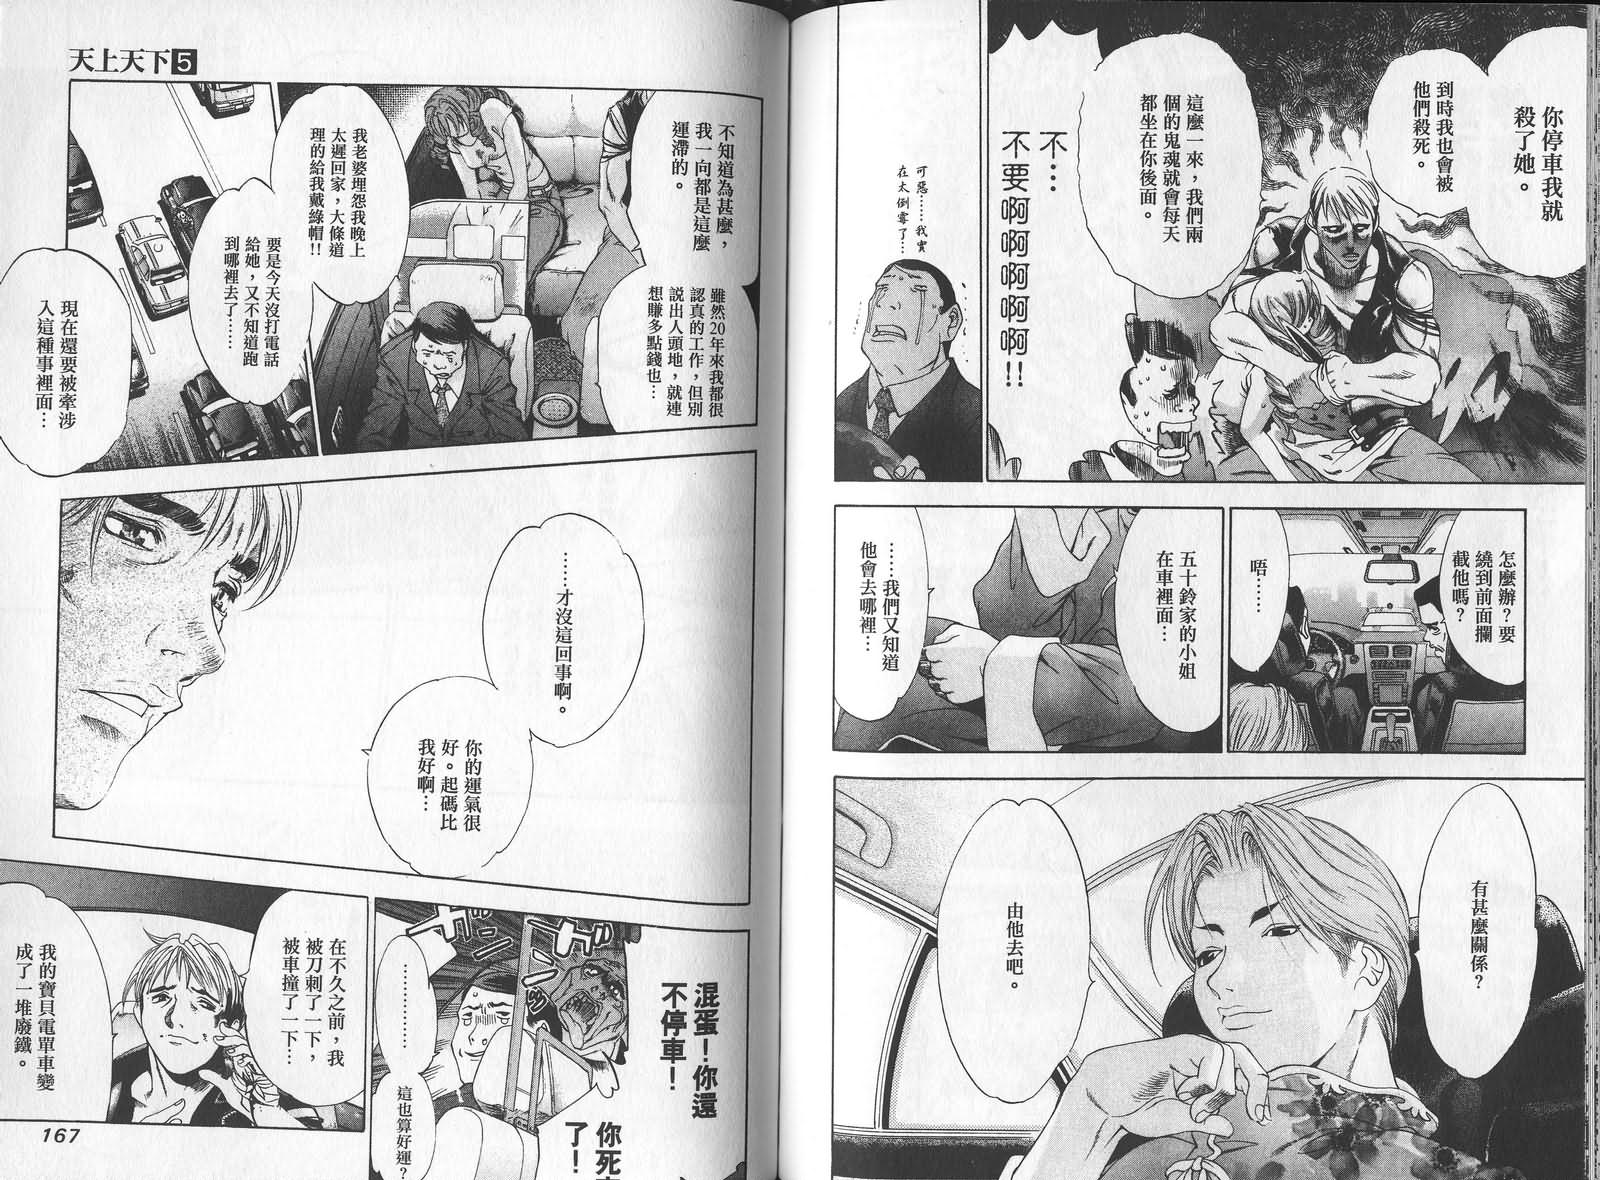 你停車我就
殺了她。
到時我也會被
他們殺死。
這麼一來，我們兩
個的鬼魂就會每天
都坐在你後面。
不…
不要啊啊啊啊啊!!
可惡……我實
在太倒霉了…
怎麼辦？要
繞到前面攔
截他嗎？
唔……
五十鈴家的小姐
在車裡面…
……我們又知道
他會去哪裡…
有甚麼關係？
由他去吧。
天上天下5
不知道為甚麼，
我一向都是這麼
運滯的。
雖然20年來我都很
認真的工作，但別
說出人頭地，就連
想賺多點錢也…
我老婆埋怨我晚上
太遲回家，大條道
理的給我戴綠帽!!
要是今天沒打電話
給她，又不知道跑
到哪裡去了……
現在還要被牽涉
入這種事裡面…
……才沒這回事啊。
你的運氣很
好。起碼比
我好啊…
混蛋！你還
不停車！
你死
了！
ガン
ガン
ガ
…………
這也算好運？
在不久之前，我
被刀刺了一下，
被車撞了一下…
我的寶貝電單車變
成了一堆廢鐵。
167